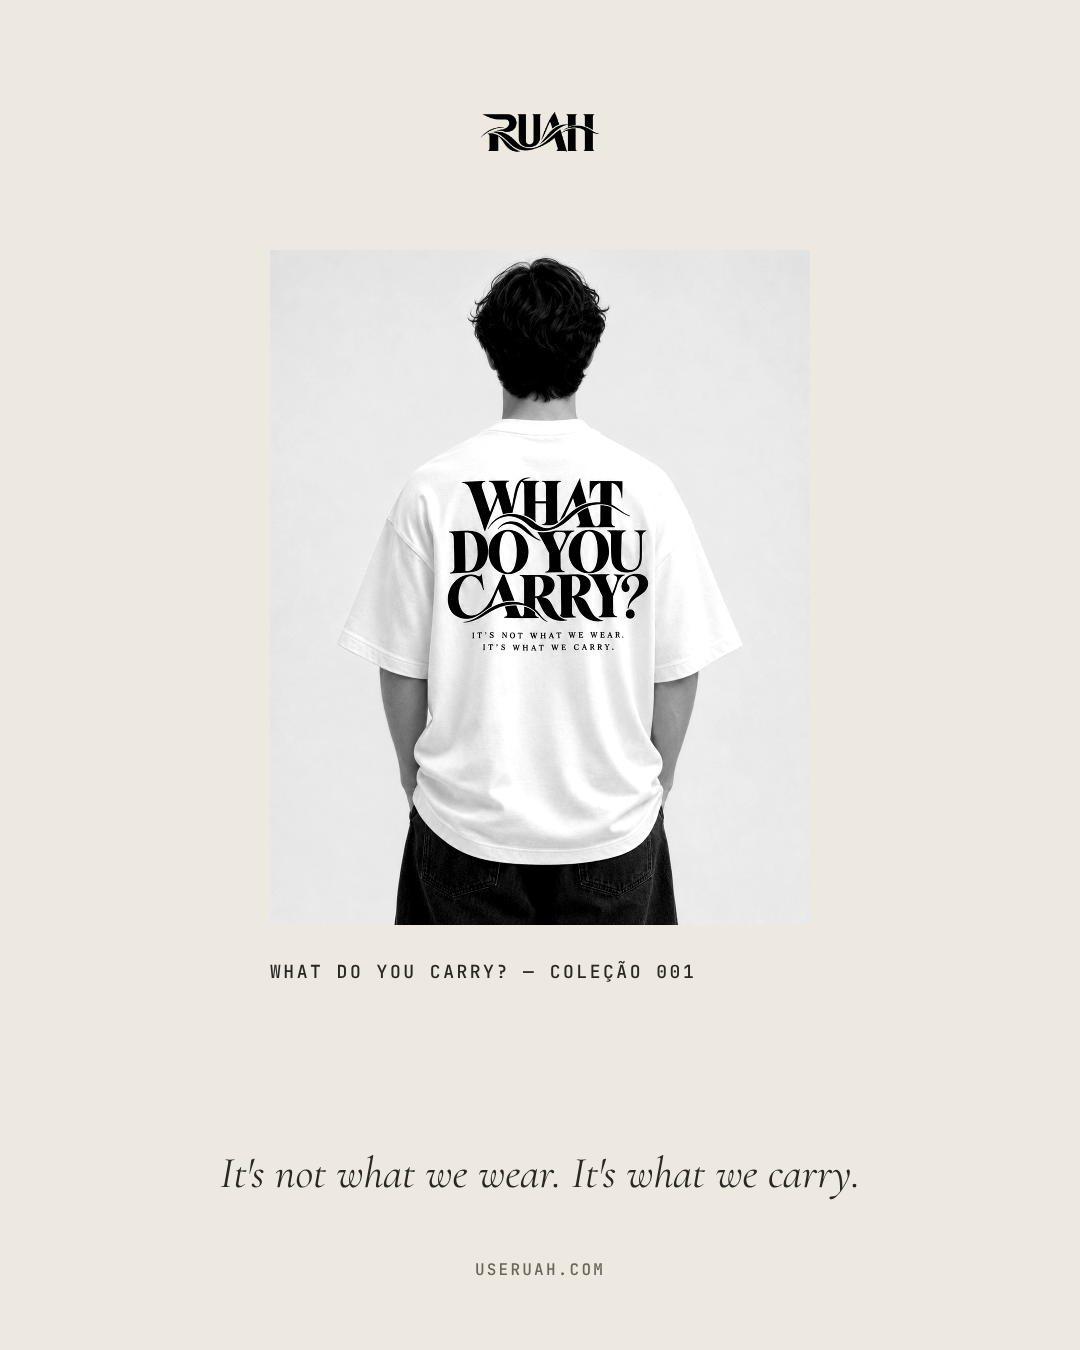 RUAH
WHAT
DO YOU
CARRY?
IT'S NOT WHAT WE WEAR.
IT'S WHAT WE CARRY.
WHAT DO YOU CARRY? — COLEÇÃO 001
It's not what we wear. It's what we carry.
USERUAH.COM